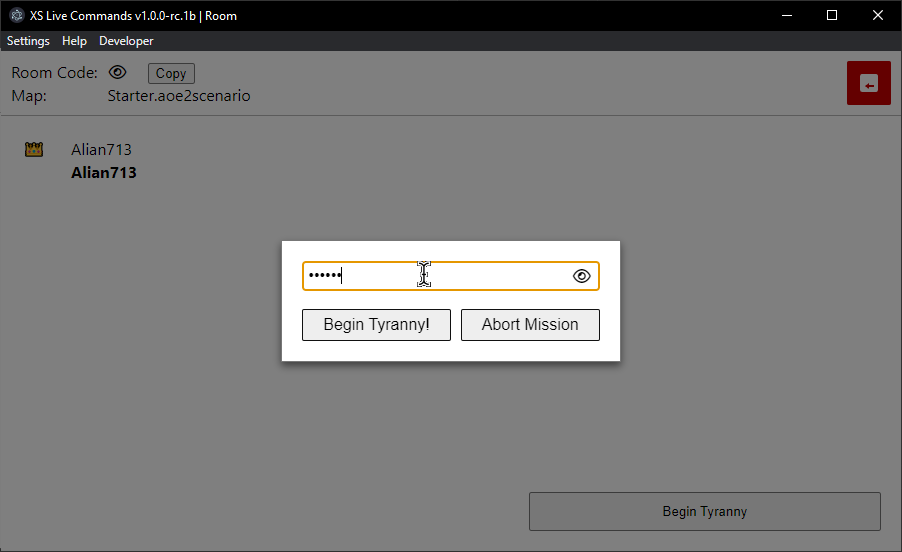 XS Live Commands v1.0.0-rc.1b | Room
Settings Help Developer
Room Code: Copy
Map: Starter.aoe2scenario
Alian713
Alian713
••••••
Begin Tyranny! Abort Mission
Begin Tyranny